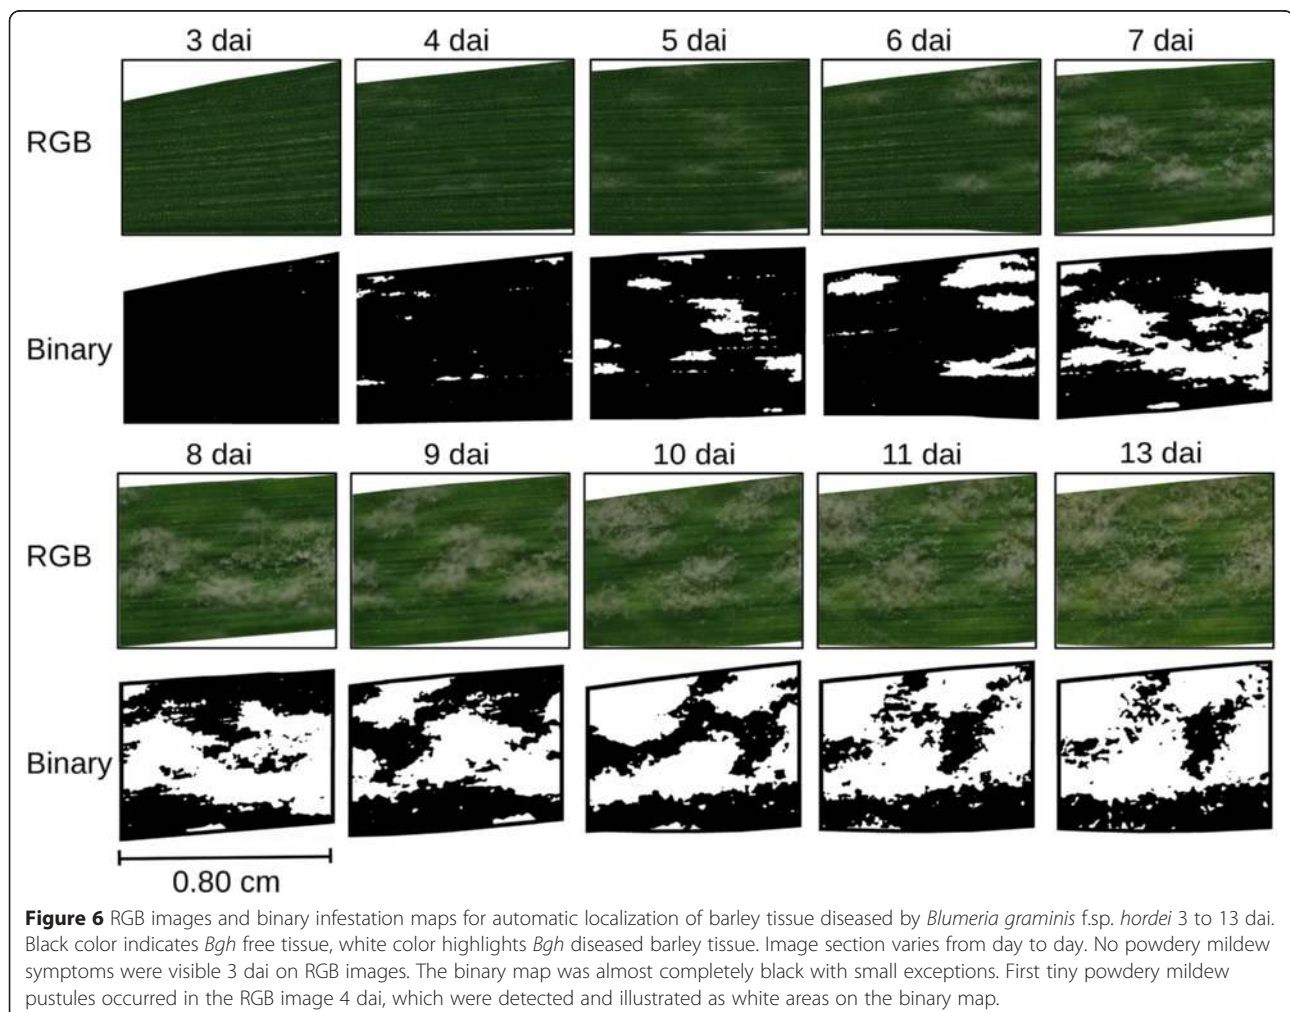 3 dai 4 dai 5 dai 6 dai 7 dai
RGB
Binary
8 dai 9 dai 10 dai 11 dai 13 dai
RGB
Binary
0.80 cm
Figure 6 RGB images and binary infestation maps for automatic localization of barley tissue diseased by Blumeria graminis f.sp. hordei 3 to 13 dai.
Black color indicates Bgh free tissue, white color highlights Bgh diseased barley tissue. Image section varies from day to day. No powdery mildew
symptoms were visible 3 dai on RGB images. The binary map was almost completely black with small exceptions. First tiny powdery mildew
pustules occurred in the RGB image 4 dai, which were detected and illustrated as white areas on the binary map.